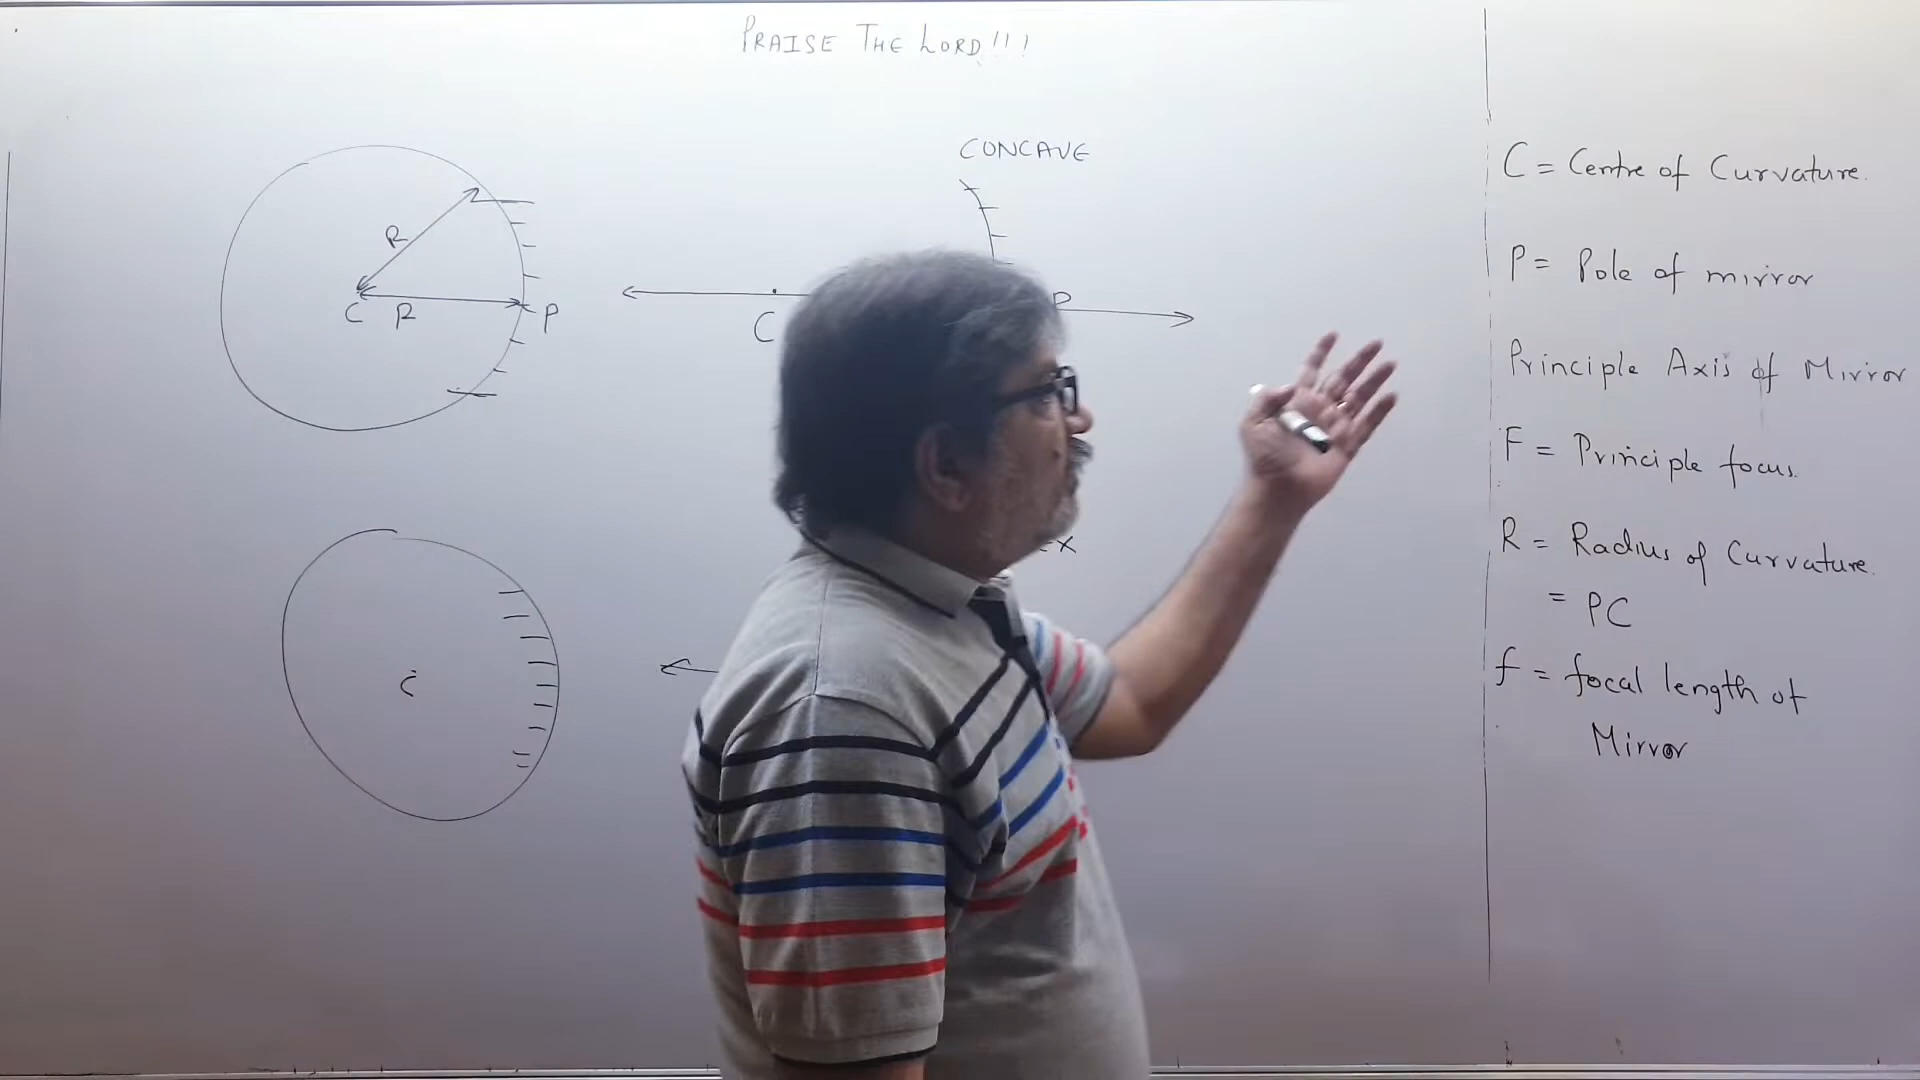 PRAISE THE LORD!!!
CONCAVE
R
C R P
C P
C
C = Centre of Curvature.
P = Pole of mirror
Principle Axis of Mirror
F = Principle focus.
R = Radius of Curvature.
= PC
f = focal length of
Mirror